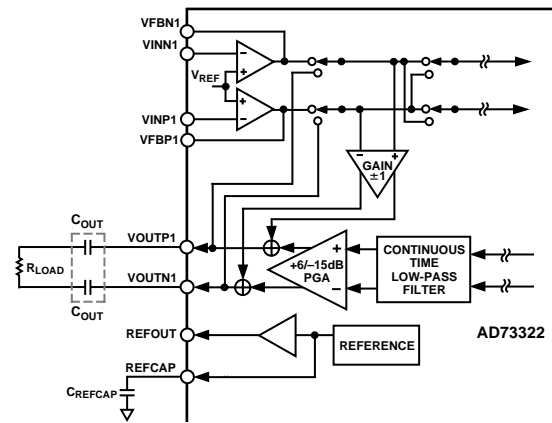 VFBN1
VINN1
VREF
VINP1
VFBP1
GAIN
±1
COUT
VOUTP1
RLOAD
+6/–15dB
PGA
CONTINUOUS
TIME
LOW-PASS
FILTER
VOUTN1
COUT
REFOUT
REFERENCE
AD73322
REFCAP
CREFCAP